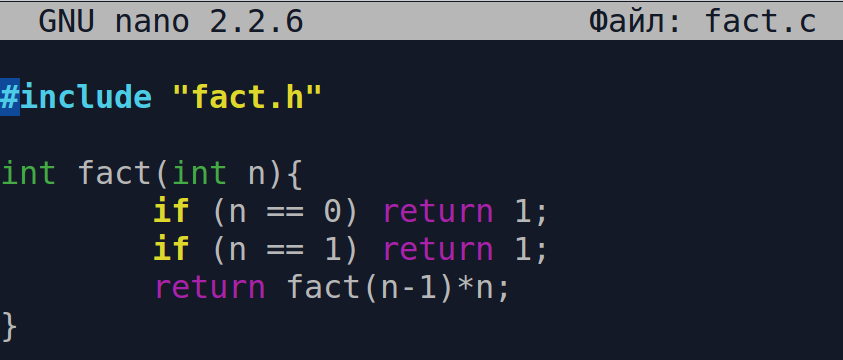 GNU nano 2.2.6 Файл: fact.c
#include "fact.h"
int fact(int n){
if (n == 0) return 1;
if (n == 1) return 1;
return fact(n-1)*n;
}